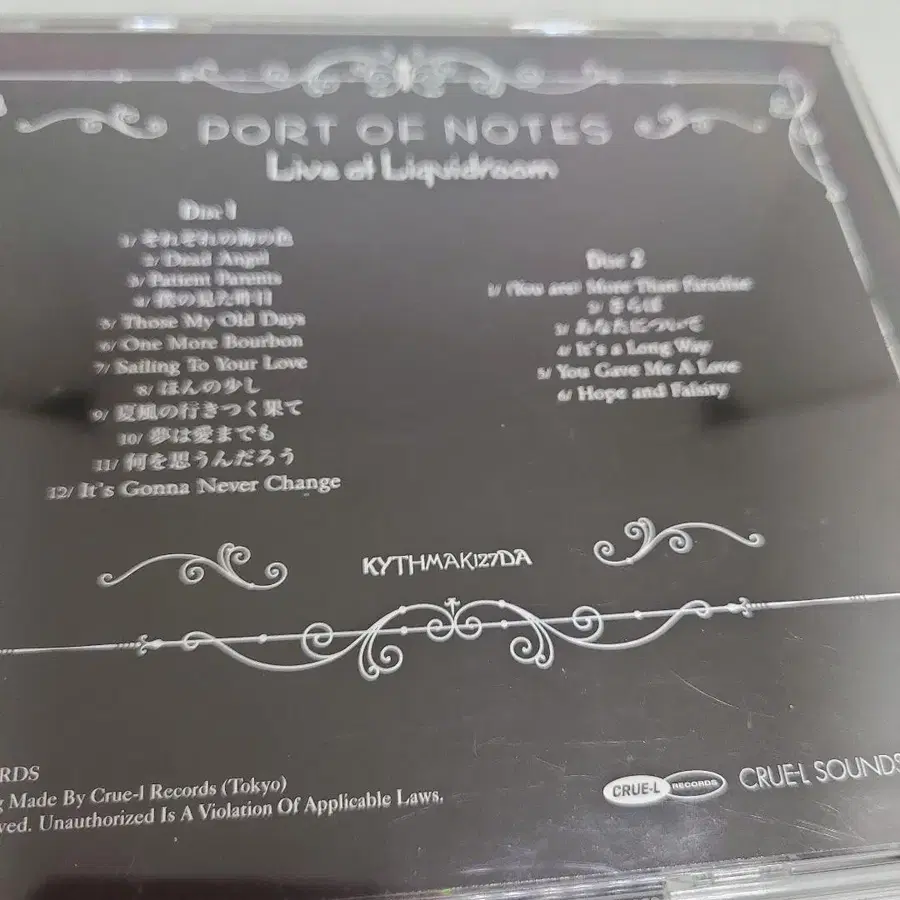 PORT OF NOTES
Live at Liquidroom
Disc 1
1/ それぞれの海の色
2/ Dead Angel
3/ Patient Parents
4/ 僕の見た昨日
5/ Those My Old Days
6/ One More Bourbon
7/ Sailing To Your Love
8/ ほんの少し
9/ 夏風の行きつく果て
10/ 夢は愛までも
11/ 何を思うんだろう
12/ It's Gonna Never Change
Disc 2
1/ (You are) More Than Paradise
2/ さらば
3/ あなたについて
4/ It's a Long Way
5/ You Gave Me A Love
6/ Hope and Falsity
KYTHMAK127DA
RDS
g Made By Crue-l Records (Tokyo)
ved. Unauthorized Is A Violation Of Applicable Laws.
CRUE-L RECORDS
CRUE-L SOUNDS